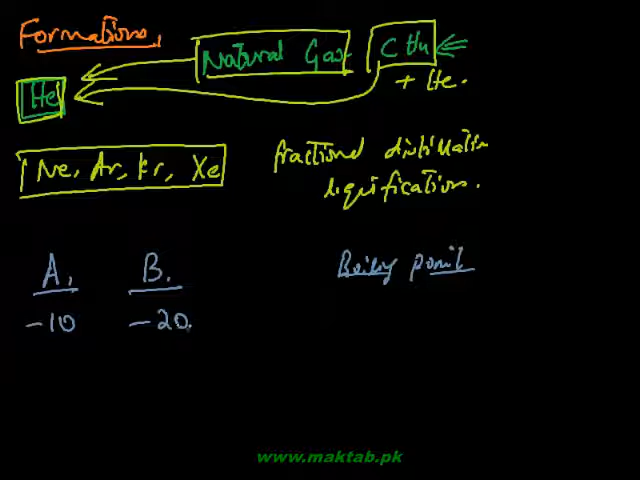 Formations,
Natural Gas CH4
He + He.
Ne, Ar, Kr, Xe fractional distillation
liquification.
A, B. Boiling point
-10 -20.
www.maktab.pk